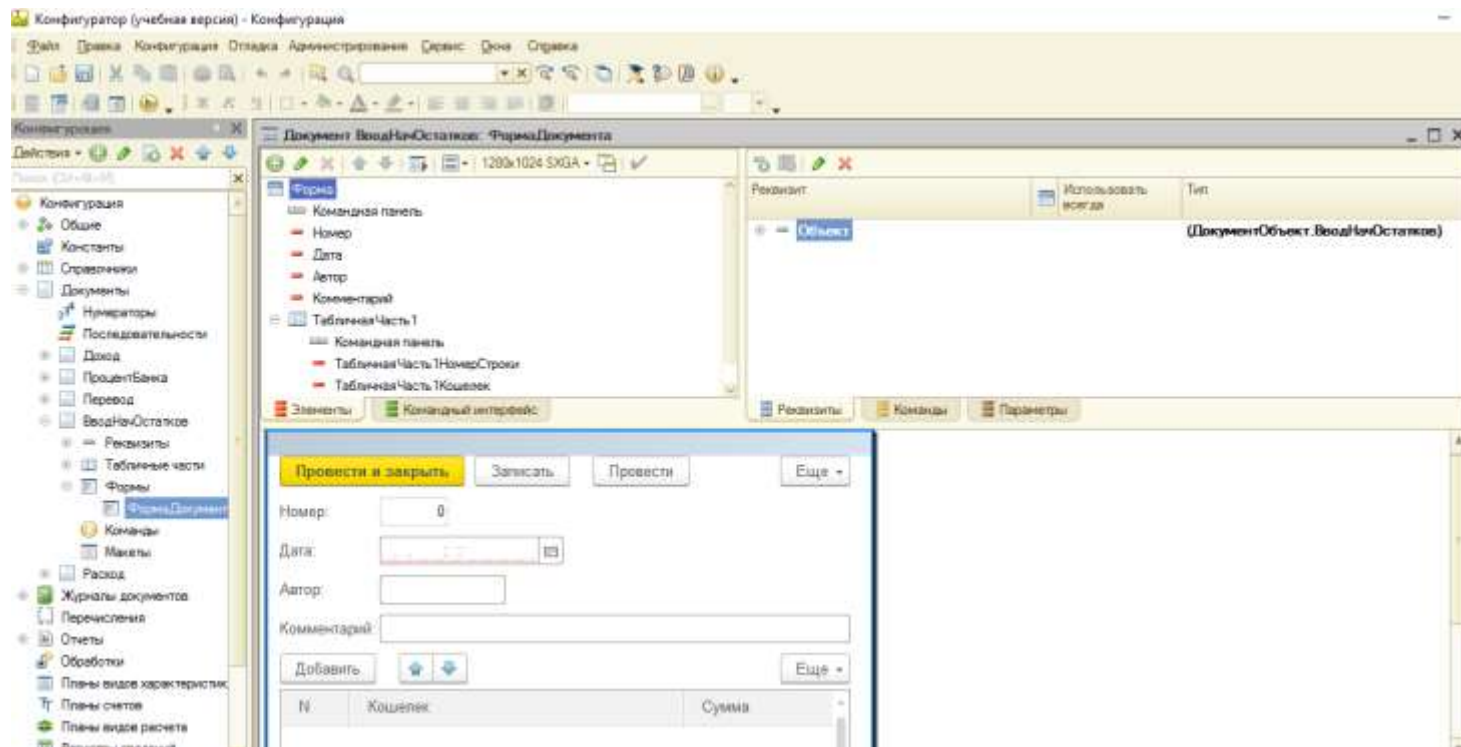 Конфигуратор (учебная версия) - Конфигурация
Файл Правка Конфигурация Отладка Администрирование Сервис Окна Справка
Конфигурация
Действия
Поиск (Ctrl+Alt+M)
Конфигурация
Общие
Константы
Справочники
Документы
Нумераторы
Последовательности
Доход
ПроцентБанка
Перевод
ВводНачОстатков
Реквизиты
Табличные части
Формы
ФормаДокумент
Команды
Макеты
Расход
Журналы документов
Перечисления
Отчеты
Обработки
Планы видов характеристик
Планы счетов
Планы видов расчета
Документ ВводНачОстатков: ФормаДокумента
1280x1024 SXGA
Форма
Командная панель
Номер
Дата
Автор
Комментарий
ТабличнаяЧасть1
Командная панель
ТабличнаяЧасть1НомерСтроки
ТабличнаяЧасть1Кошелек
Элементы Командный интерфейс
Реквизит Использовать всегда Тип
Объект (ДокументОбъект.ВводНачОстатков)
Реквизиты Команды Параметры
Провести и закрыть Записать Провести Еще
Номер: 0
Дата:
Автор:
Комментарий:
Добавить Еще
N Кошелек Сумма